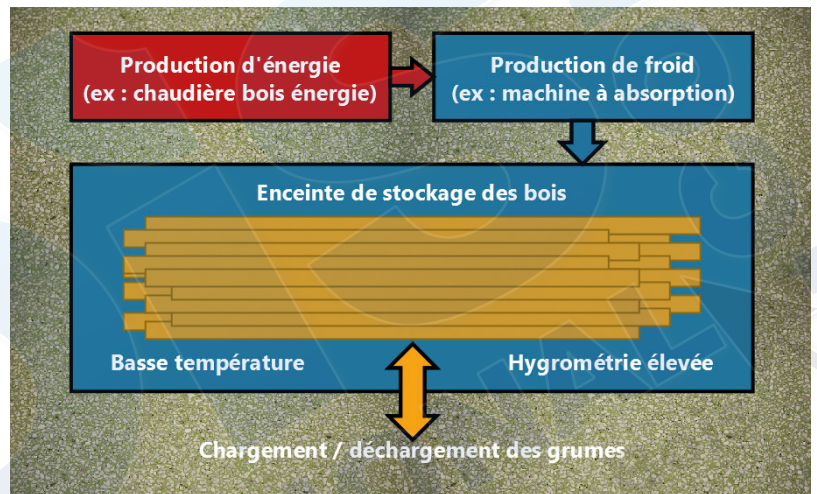 Production d'énergie
(ex : chaudière bois énergie)
Production de froid
(ex : machine à absorption)
Enceinte de stockage des bois
Basse température
Hygrométrie élevée
Chargement / déchargement des grumes